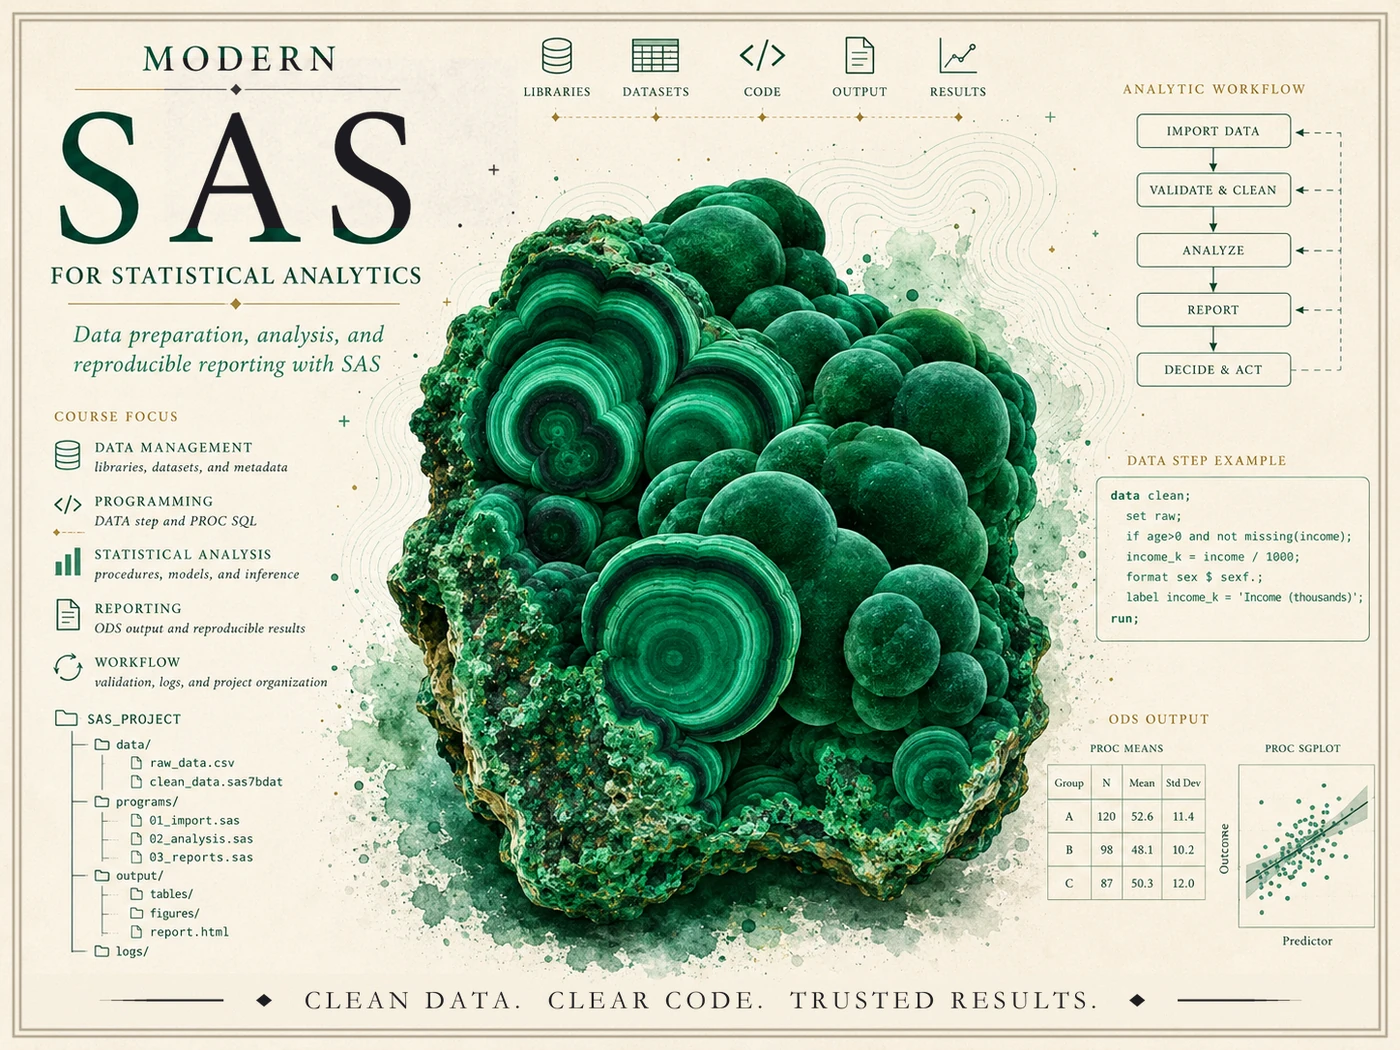 MODERN
SAS
FOR STATISTICAL ANALYTICS
Data preparation, analysis, and
reproducible reporting with SAS
LIBRARIES DATASETS CODE OUTPUT RESULTS
COURSE FOCUS
DATA MANAGEMENT
libraries, datasets, and metadata
PROGRAMMING
DATA step and PROC SQL
STATISTICAL ANALYSIS
procedures, models, and inference
REPORTING
ODS output and reproducible results
WORKFLOW
validation, logs, and project organization
SAS_PROJECT
data/
raw_data.csv
clean_data.sas7bdat
programs/
01_import.sas
02_analysis.sas
03_reports.sas
output/
tables/
figures/
report.html
logs/
ANALYTIC WORKFLOW
IMPORT DATA
VALIDATE & CLEAN
ANALYZE
REPORT
DECIDE & ACT
DATA STEP EXAMPLE
data clean;
set raw;
if age>0 and not missing(income);
income_k = income / 1000;
format sex $ sexf.;
label income_k = 'Income (thousands)';
run;
ODS OUTPUT
PROC MEANS
Group N Mean Std Dev
A 120 52.6 11.4
B 98 48.1 10.2
C 87 50.3 12.0
PROC SGPLOT
Outcome
Predictor
CLEAN DATA. CLEAR CODE. TRUSTED RESULTS.